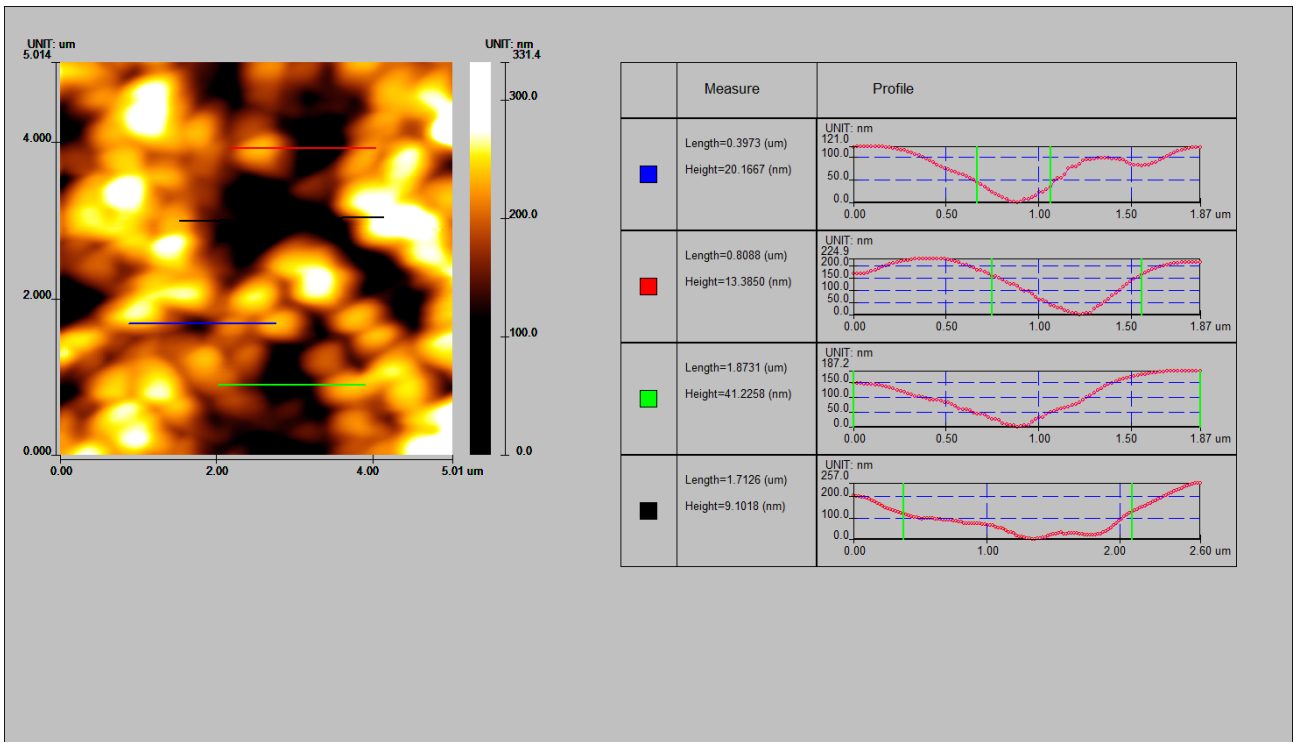 UNIT: um
5.014
4.000
2.000
0.000
0.00 2.00 4.00 5.01 um
UNIT: nm
331.4
300.0
200.0
100.0
0.0
Measure Profile
Length=0.3973 (um)
Height=20.1667 (nm)
UNIT: nm
121.0
100.0
50.0
0.0
0.00 0.50 1.00 1.50 1.87 um
Length=0.8088 (um)
Height=13.3850 (nm)
UNIT: nm
224.9
200.0
150.0
100.0
50.0
0.0
0.00 0.50 1.00 1.50 1.87 um
Length=1.8731 (um)
Height=41.2258 (nm)
UNIT: nm
187.2
150.0
100.0
50.0
0.0
0.00 0.50 1.00 1.50 1.87 um
Length=1.7126 (um)
Height=9.1018 (nm)
UNIT: nm
257.0
200.0
100.0
0.0
0.00 1.00 2.00 2.60 um